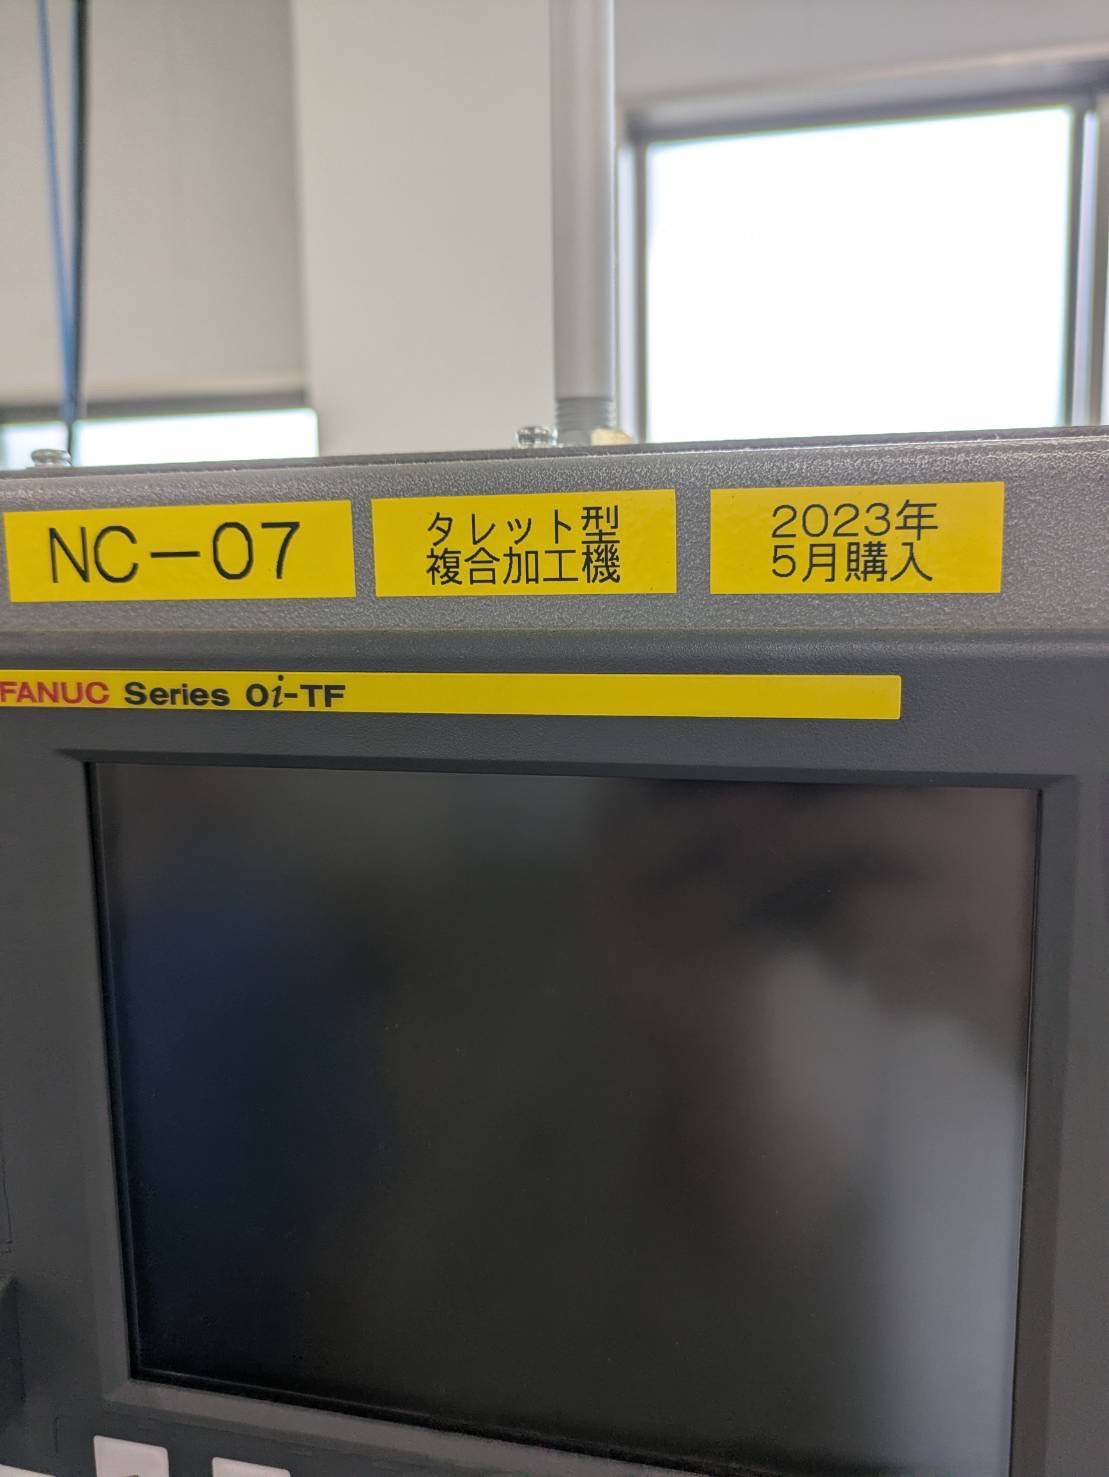 NC-07
タレット型
複合加工機
2023年
5月購入
FANUC Series 0i-TF